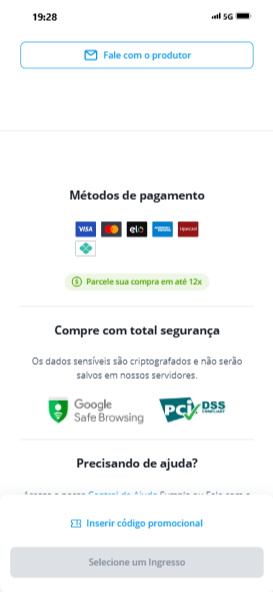 19:28
5G
Fale com o produtor
Métodos de pagamento
VISA
elo
Hipercard
Parcele sua compra em até 12x
Compre com total segurança
Os dados sensíveis são criptografados e não serão
salvos em nossos servidores.
Google
Safe Browsing
PCI DSS
COMPLIANT
Precisando de ajuda?
Inserir código promocional
Selecione um Ingresso